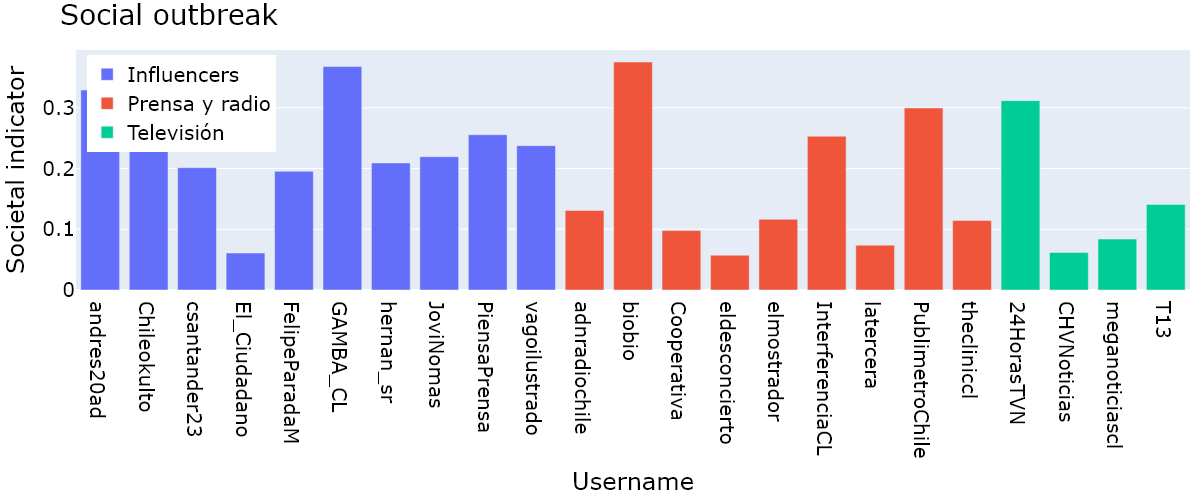 Social outbreak
Societal indicator
0.3
0.2
0.1
0
Influencers
Prensa y radio
Televisión
andres20ad
Chileokulto
csantander23
El_Ciudadano
FelipeParadaM
GAMBA_CL
hernan_sr
JoviNomas
PiensaPrensa
vagoilustrado
adnradiochile
biobio
Cooperativa
eldesconcierto
elmostrador
InterferenciaCL
latercera
PublimetroChile
thecliniccl
24HorasTVN
CHVNoticias
meganoticiascl
T13
Username